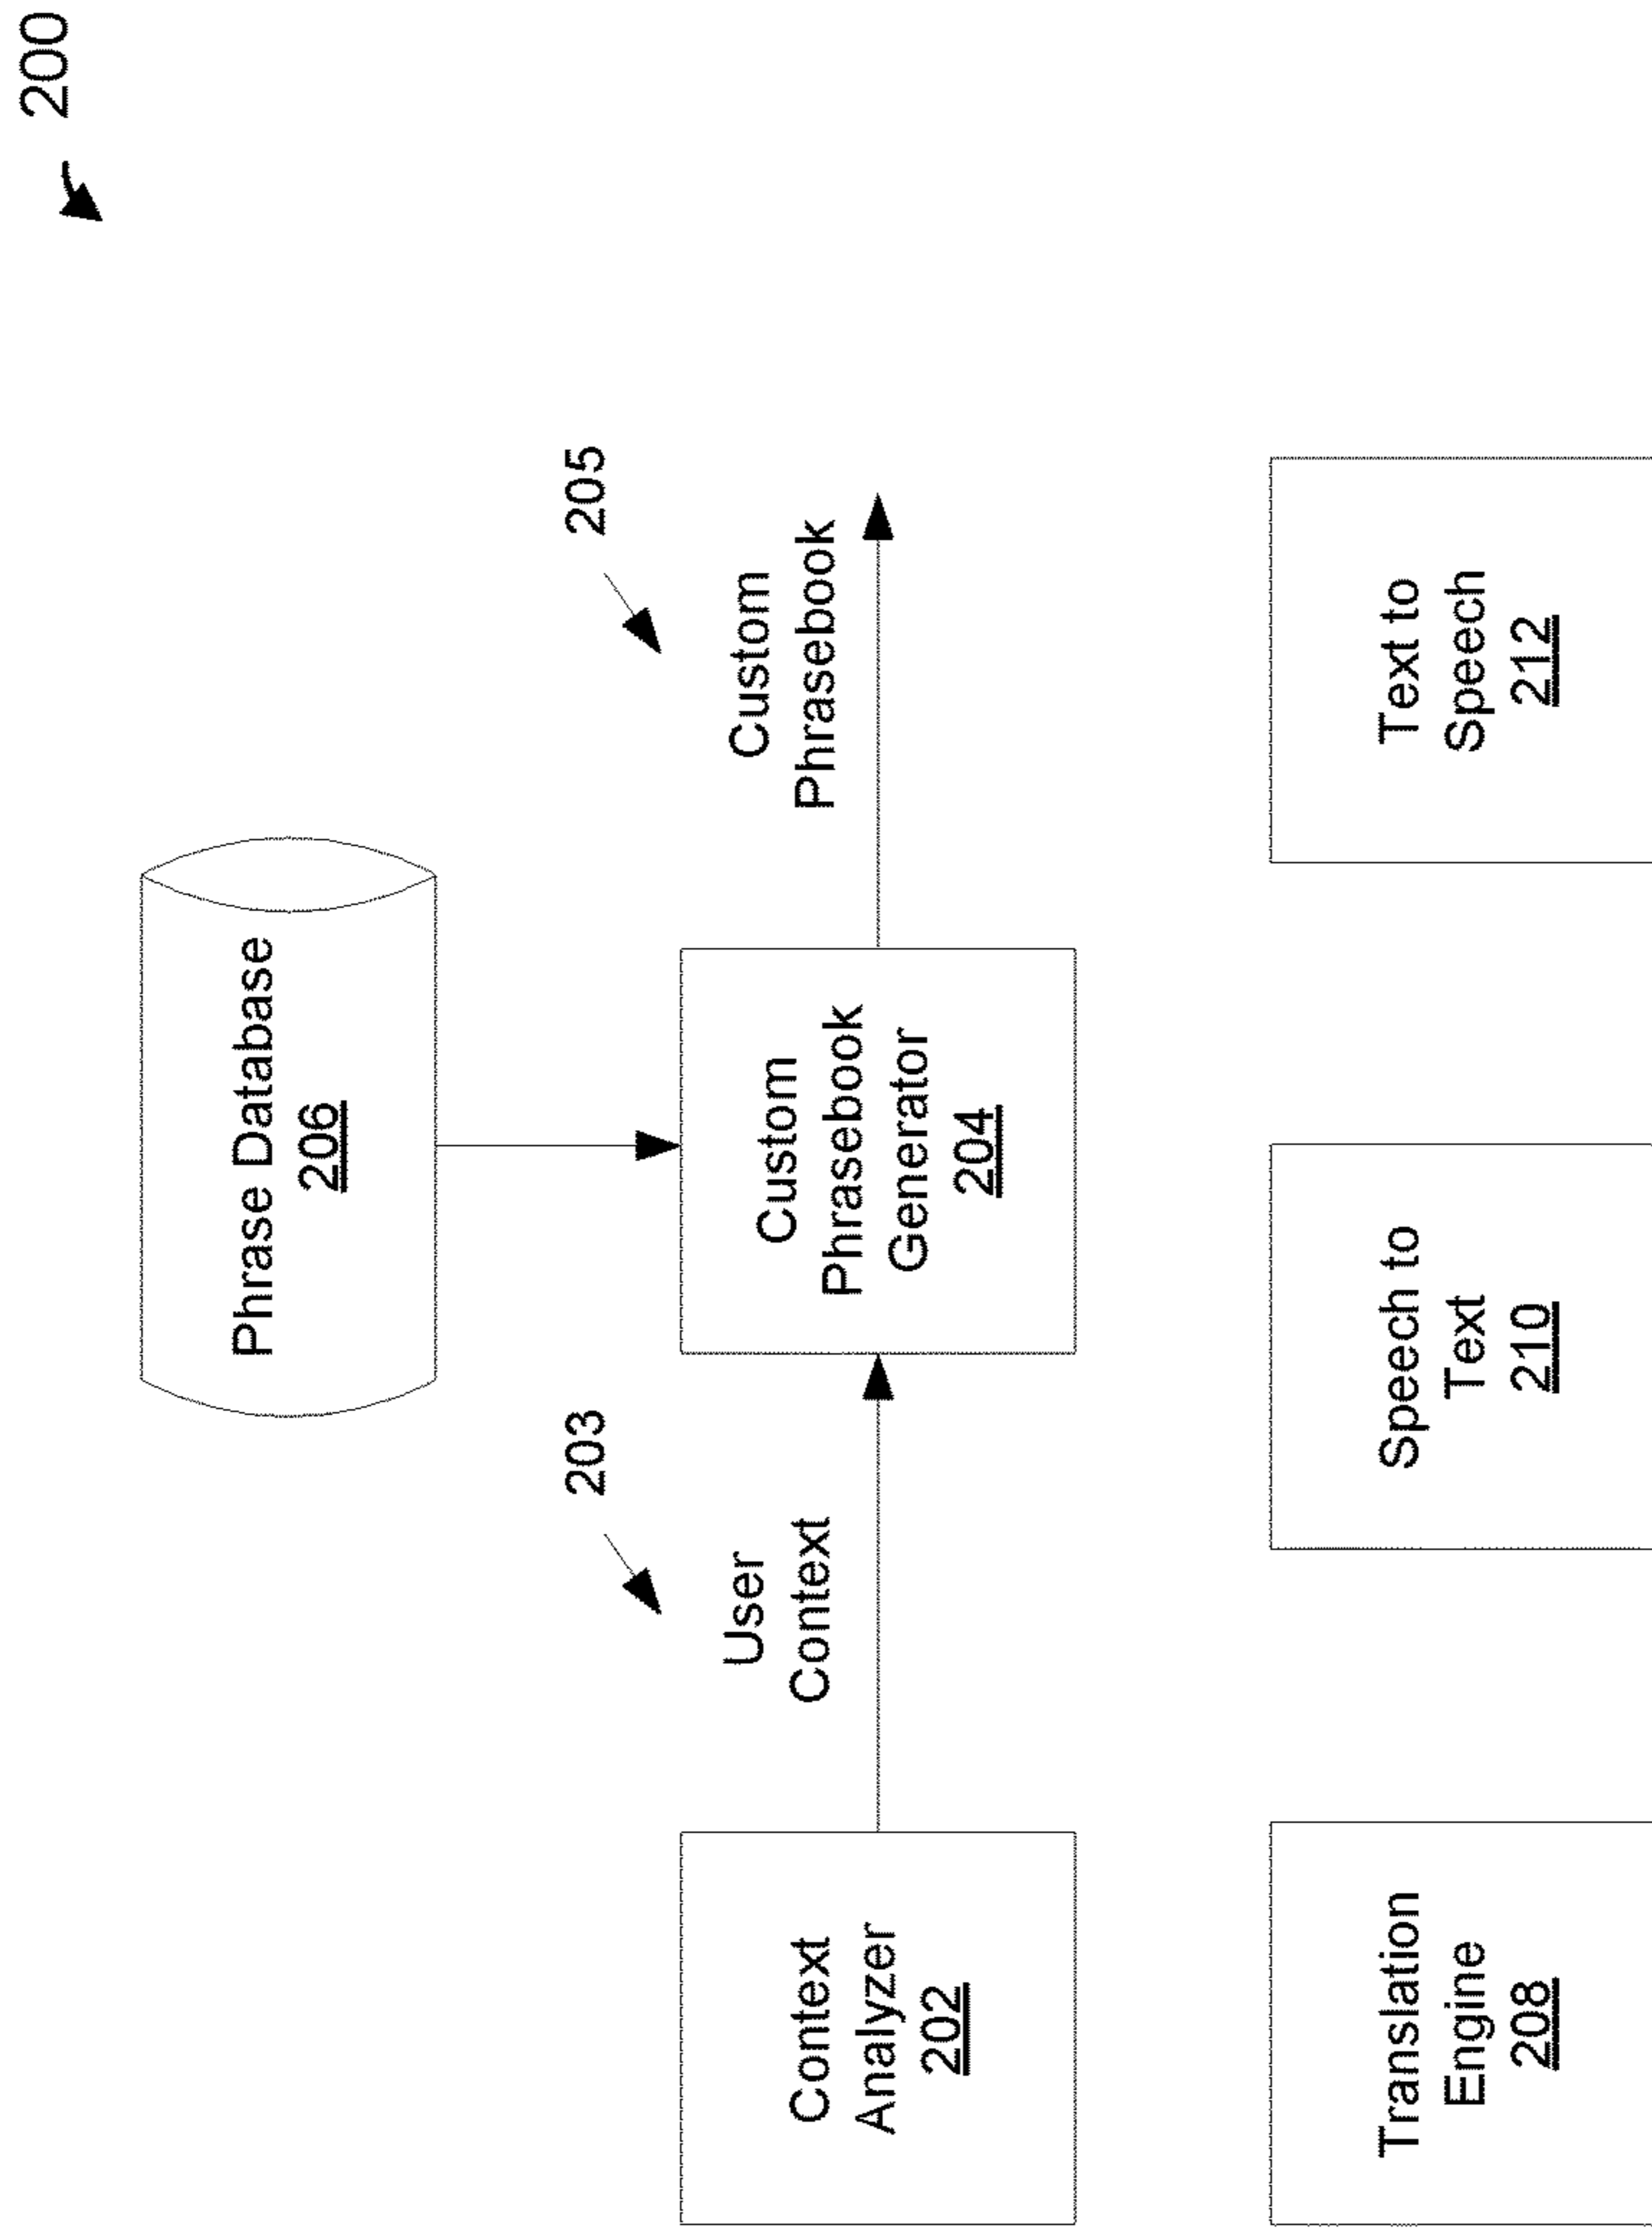 200
Phrase Database
206
203
205
User
Context
Custom
Phrasebook
Context
Analyzer
202
Custom
Phrasebook
Generator
204
Translation
Engine
208
Speech to
Text
210
Text to
Speech
212